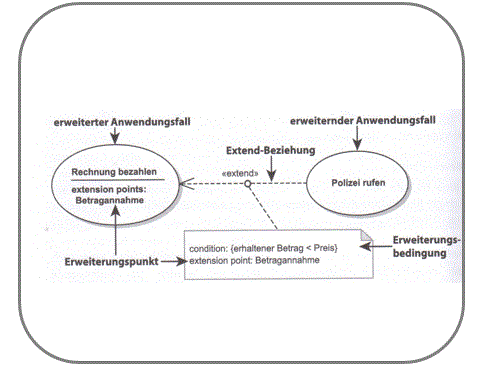 erweiterter Anwendungsfall
erweiternder Anwendungsfall
Extend-Beziehung
«extend»
Rechnung bezahlen
extension points:
Betragannahme
Polizei rufen
condition: {erhaltener Betrag < Preis}
extension point: Betragannahme
Erweiterungs-
bedingung
Erweiterungspunkt